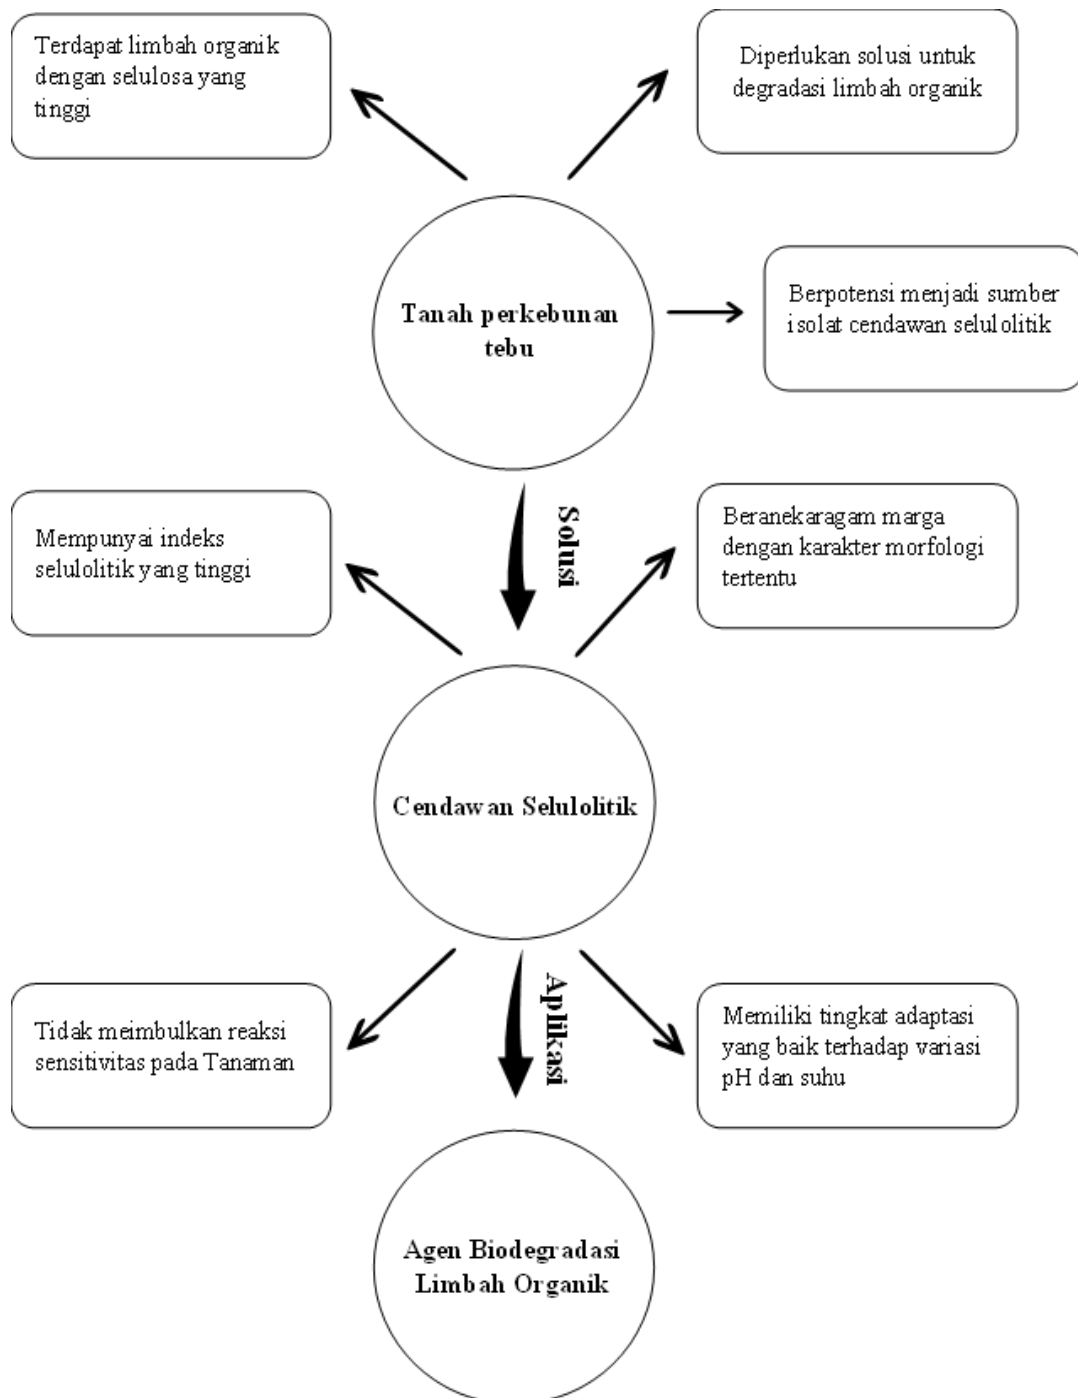 Terdapat limbah organik
dengan selulosa yang
tinggi
Diperlukan solusi untuk
degradasi limbah organik
Tanah perkebunan
tebu
Berpotensi menjadi sumber
isolat cendawan selulolitik
Solusi
Mempunyai indeks
selulolitik yang tinggi
Beranekaragam marga
dengan karakter morfologi
tertentu
Cendawan Selulolitik
Aplikasi
Tidak meimbulkan reaksi
sensitivitas pada Tanaman
Memiliki tingkat adaptasi
yang baik terhadap variasi
pH dan suhu
Agen Biodegradasi
Limbah Organik